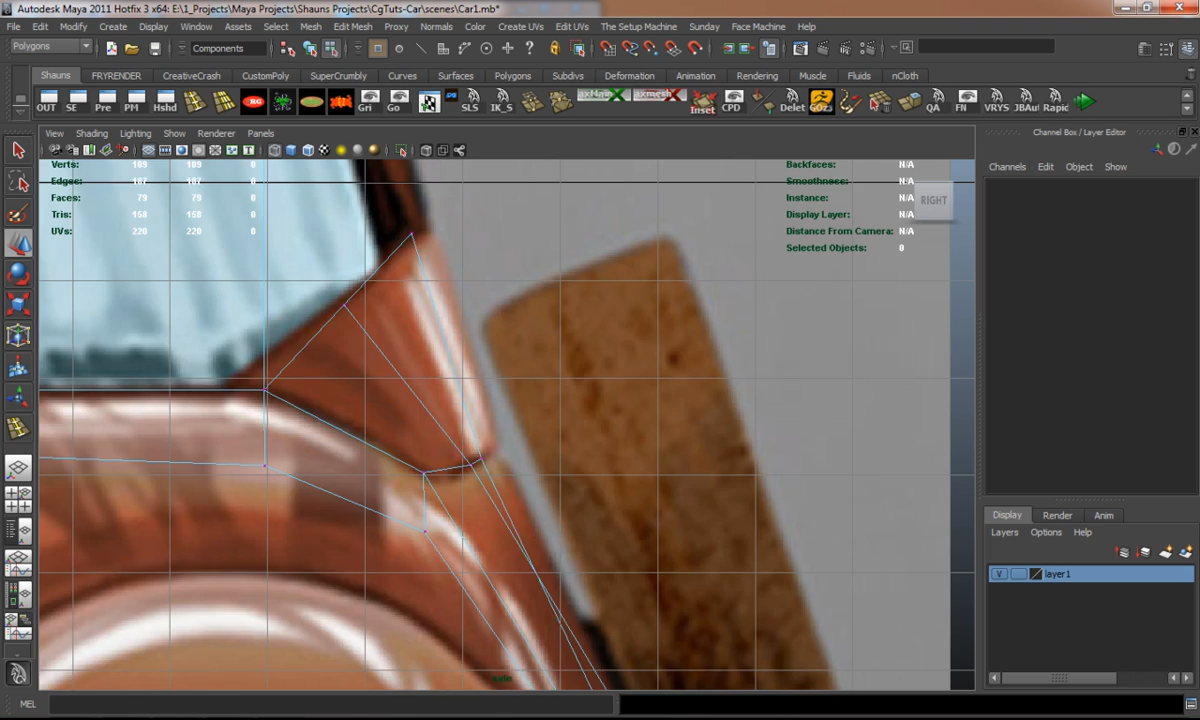 Autodesk Maya 2011 Hotfix 3 x64: E:\1_Projects\Maya Projects\Shauns Projects\CgTuts-Car\scenes\Car1.mb*
File Edit Modify Create Display Window Assets Select Mesh Edit Mesh Proxy Normals Color Create UVs Edit UVs The Setup Machine Sunday Face Machine Help
Polygons Components
Shauns FRYRENDER CreativeCrash CustomPoly SuperCrumbly Curves Surfaces Polygons Subdivs Deformation Animation Rendering Muscle Fluids nCloth
OUT SE Pre PM Hshd Gri Go SLS IK_S Inset CPD Delet GOz3 QA FN VRYS JBAut Rapic
View Shading Lighting Show Renderer Panels
Channel Box / Layer Editor
Channels Edit Object Show
Verts: 109 109 0
Edges: 187 187 0
Faces: 79 79 0
Tris: 158 158 0
UVs: 220 220 0
Backfaces: N/A
Smoothness: N/A
Instance: N/A
Display Layer: N/A
Distance From Camera: N/A
Selected Objects: 0
RIGHT
Display Render Anim
Layers Options Help
V layer1
side
MEL